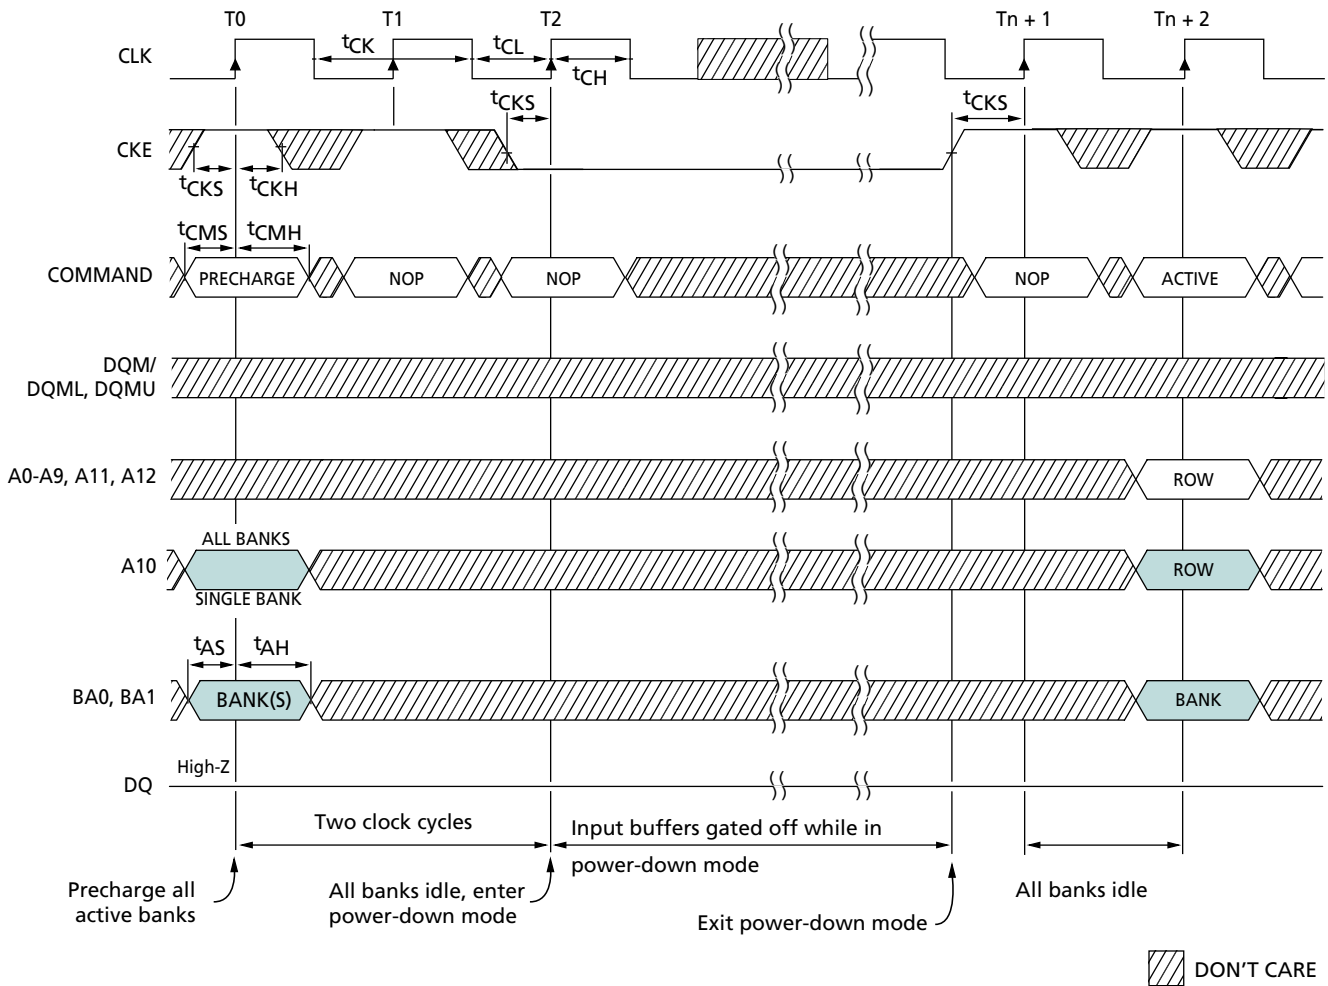 T0 T1 T2 Tn + 1 Tn + 2
CLK
tCK tCL
tCH
tCKS tCKS
CKE
tCKS tCKH
tCMS tCMH
COMMAND PRECHARGE NOP NOP NOP ACTIVE
DQM/
DQML, DQMU
A0-A9, A11, A12 ROW
ALL BANKS
A10 ROW
SINGLE BANK
tAS tAH
BA0, BA1 BANK(S) BANK
High-Z
DQ
Two clock cycles
Input buffers gated off while in
power-down mode
Precharge all
active banks
All banks idle, enter
power-down mode
Exit power-down mode
All banks idle
DON'T CARE